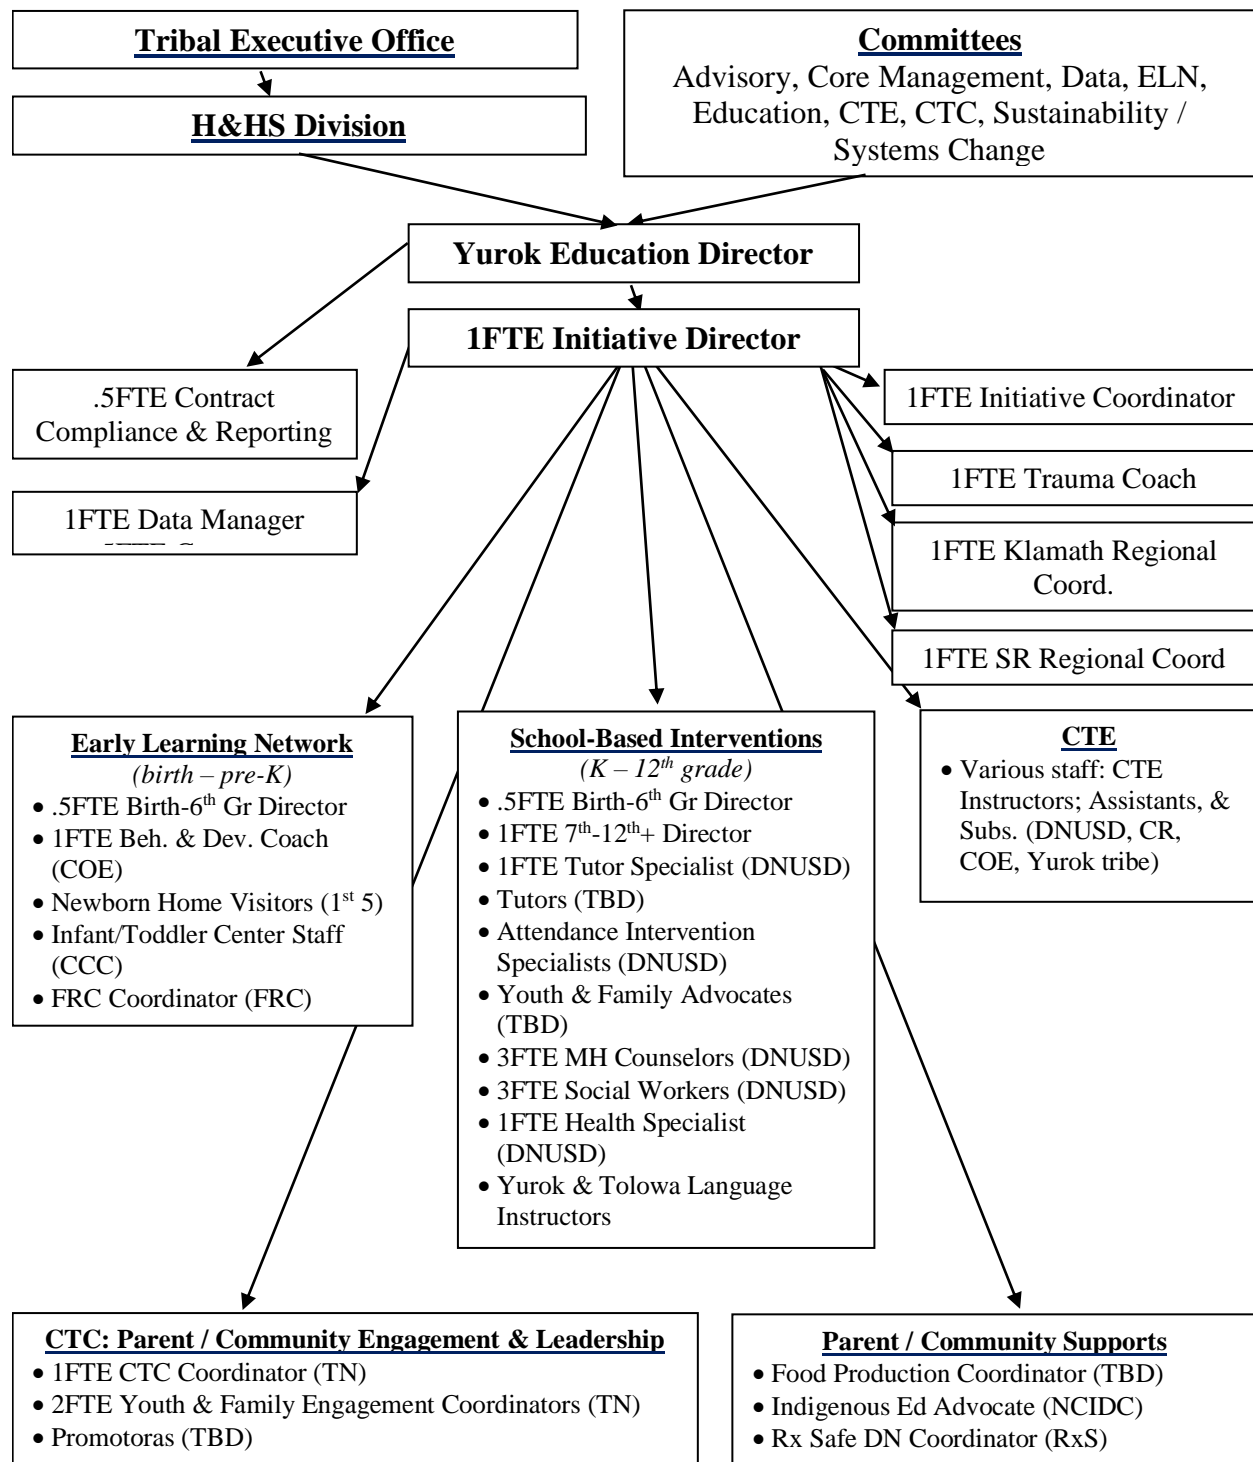 Tribal Executive Office
Committees
Advisory, Core Management, Data, ELN,
Education, CTE, CTC, Sustainability /
Systems Change
H&HS Division
Yurok Education Director
1FTE Initiative Director
.5FTE Contract
Compliance & Reporting
1FTE Data Manager
1FTE Initiative Coordinator
1FTE Trauma Coach
1FTE Klamath Regional
Coord.
1FTE SR Regional Coord
Early Learning Network
(birth – pre-K)
• .5FTE Birth-6th Gr Director
• 1FTE Beh. & Dev. Coach
(COE)
• Newborn Home Visitors (1st 5)
• Infant/Toddler Center Staff
(CCC)
• FRC Coordinator (FRC)
School-Based Interventions
(K – 12th grade)
• .5FTE Birth-6th Gr Director
• 1FTE 7th-12th+ Director
• 1FTE Tutor Specialist (DNUSD)
• Tutors (TBD)
• Attendance Intervention
Specialists (DNUSD)
• Youth & Family Advocates
(TBD)
• 3FTE MH Counselors (DNUSD)
• 3FTE Social Workers (DNUSD)
• 1FTE Health Specialist
(DNUSD)
• Yurok & Tolowa Language
Instructors
CTE
• Various staff: CTE
Instructors; Assistants, &
Subs. (DNUSD, CR,
COE, Yurok tribe)
CTC: Parent / Community Engagement & Leadership
• 1FTE CTC Coordinator (TN)
• 2FTE Youth & Family Engagement Coordinators (TN)
• Promotoras (TBD)
Parent / Community Supports
• Food Production Coordinator (TBD)
• Indigenous Ed Advocate (NCIDC)
• Rx Safe DN Coordinator (RxS)